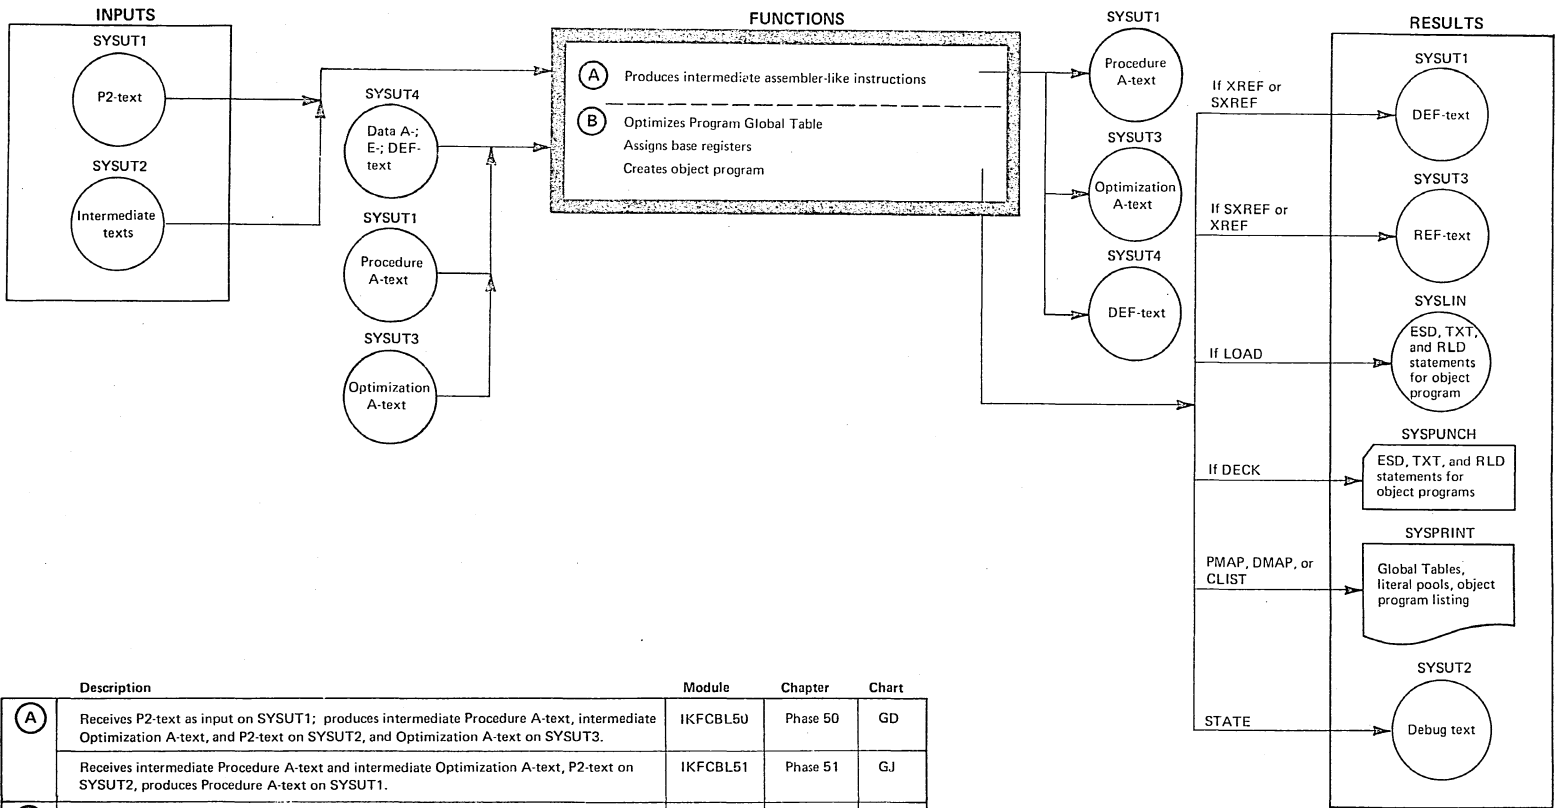 INPUTS
SYSUT1
P2-text
SYSUT2
Intermediate
texts
SYSUT4
Data A-;
E-; DEF-
text
SYSUT1
Procedure
A-text
SYSUT3
Optimization
A-text
FUNCTIONS
A Produces intermediate assembler-like instructions
B Optimizes Program Global Table
Assigns base registers
Creates object program
SYSUT1
Procedure
A-text
SYSUT3
Optimization
A-text
SYSUT4
DEF-text
RESULTS
If XREF or
SXREF
SYSUT1
DEF-text
If SXREF or
XREF
SYSUT3
REF-text
If LOAD
SYSLIN
ESD, TXT,
and RLD
statements
for object
program
If DECK
SYSPUNCH
ESD, TXT, and RLD
statements for
object programs
PMAP, DMAP, or
CLIST
SYSPRINT
Global Tables,
literal pools, object
program listing
STATE
SYSUT2
Debug text
Description Module Chapter Chart
A Receives P2-text as input on SYSUT1; produces intermediate Procedure A-text, intermediate IKFCBL50 Phase 50 GD
Optimization A-text, and P2-text on SYSUT2, and Optimization A-text on SYSUT3.
Receives intermediate Procedure A-text and intermediate Optimization A-text, P2-text on IKFCBL51 Phase 51 GJ
SYSUT2, produces Procedure A-text on SYSUT1.